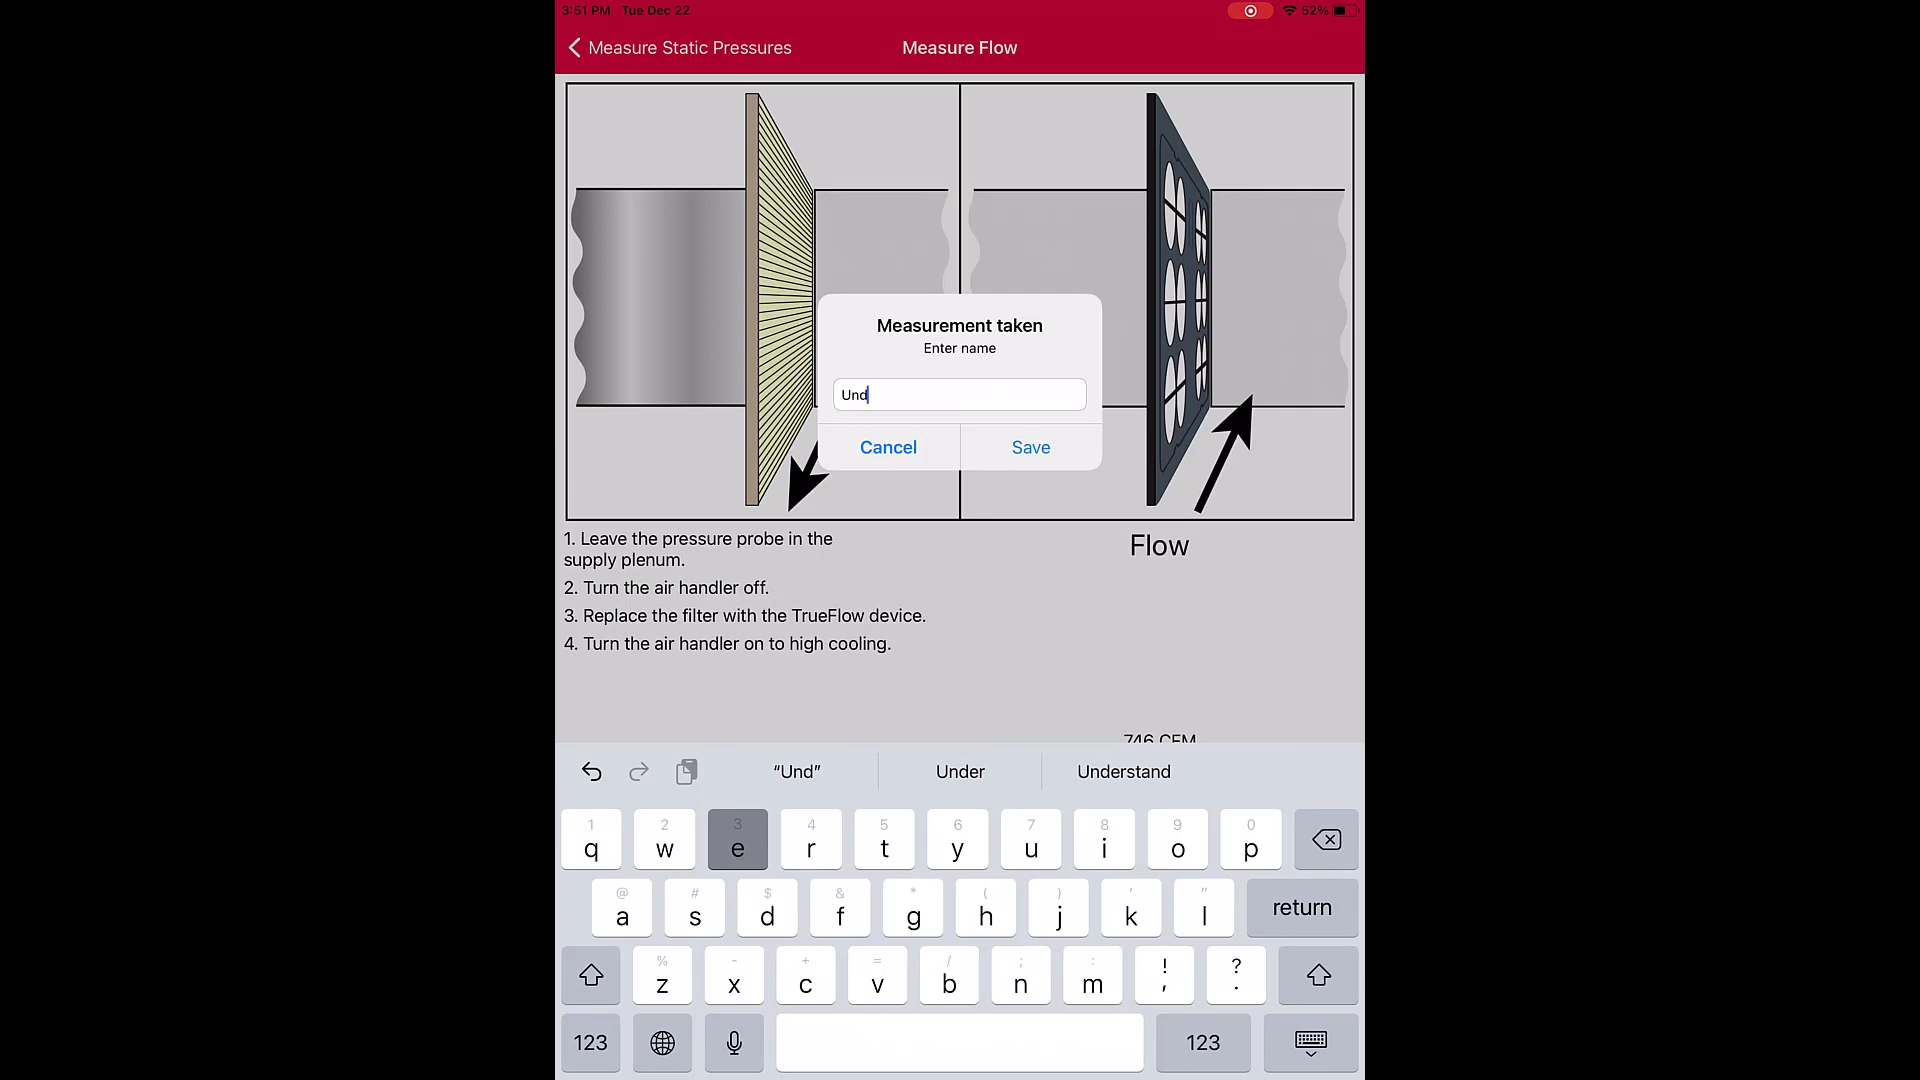 3:51 PM Tue Dec 22
52%
Measure Static Pressures
Measure Flow
Measurement taken
Enter name
Und
Cancel
Save
1. Leave the pressure probe in the
supply plenum.
2. Turn the air handler off.
3. Replace the filter with the TrueFlow device.
4. Turn the air handler on to high cooling.
Flow
746 CFM
“Und”
Under
Understand
1 2 3 4 5 6 7 8 9 0
q w e r t y u i o p
@ # $ & * ( ) ' "
a s d f g h j k l return
% - + = / ; : ! ?
z x c v b n m , .
123
123